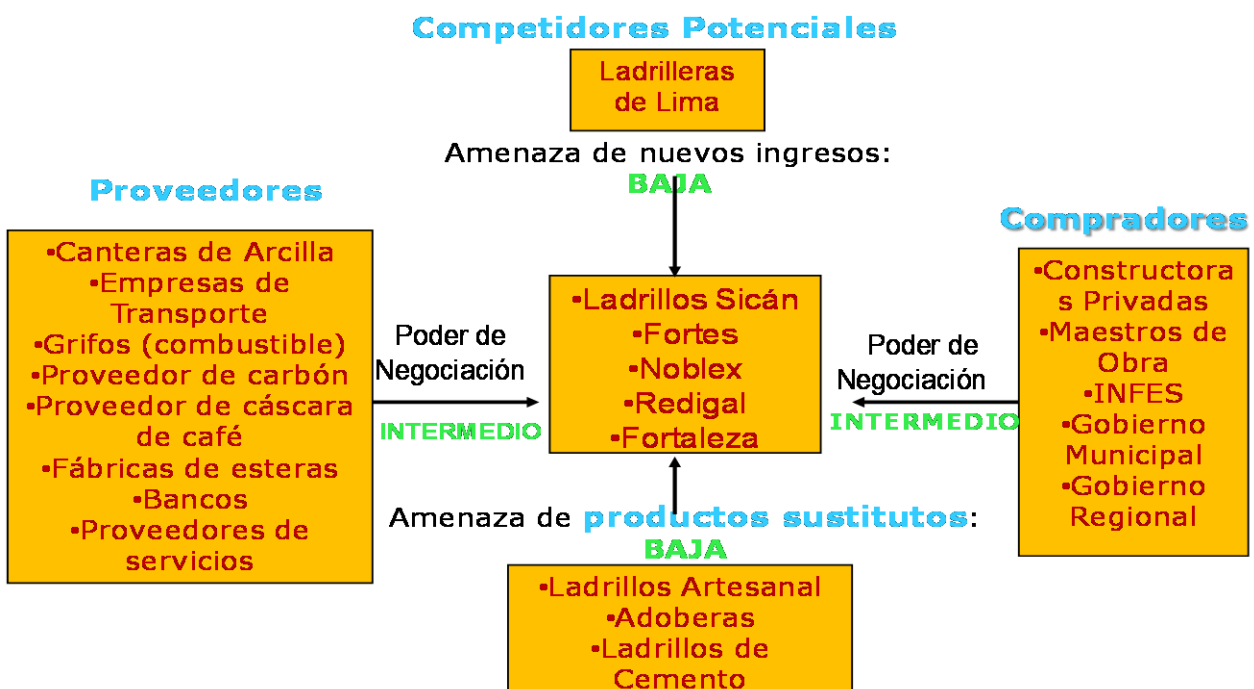 Competidores Potenciales
Ladrilleras
de Lima
Amenaza de nuevos ingresos:
BAJA
Proveedores
•Canteras de Arcilla
•Empresas de
Transporte
•Grifos (combustible)
•Proveedor de carbón
•Proveedor de cáscara
de café
•Fábricas de esteras
•Bancos
•Proveedores de
servicios
Poder de
Negociación
INTERMEDIO
•Ladrillos Sicán
•Fortes
•Noblex
•Redigal
•Fortaleza
Poder de
Negociación
INTERMEDIO
Compradores
•Constructora
s Privadas
•Maestros de
Obra
•INFES
•Gobierno
Municipal
•Gobierno
Regional
Amenaza de productos sustitutos:
BAJA
•Ladrillos Artesanal
•Adoberas
•Ladrillos de
Cemento